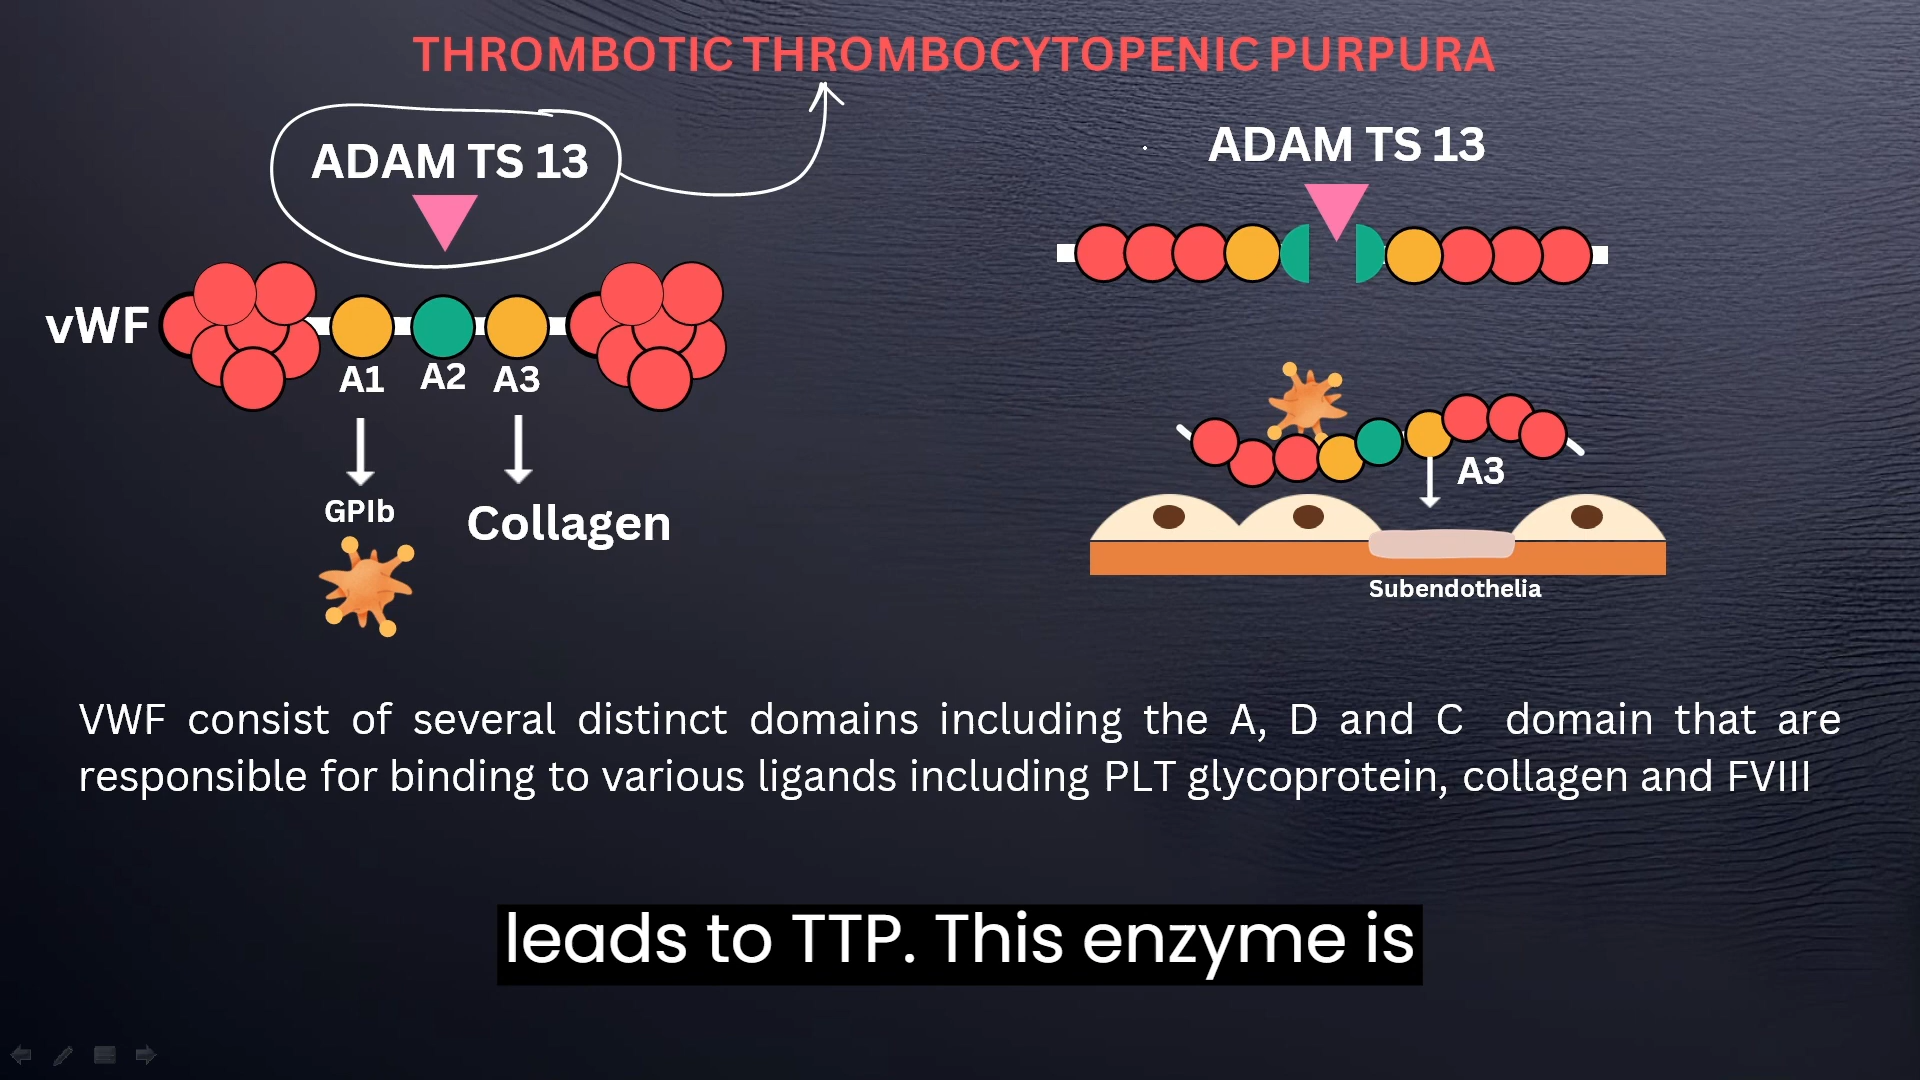 THROMBOTIC THROMBOCYTOPENIC PURPURA
ADAM TS 13
vWF
A1
A2
A3
GPIb
Collagen
ADAM TS 13
A3
Subendothelia
VWF consist of several distinct domains including the A, D and C domain that are
responsible for binding to various ligands including PLT glycoprotein, collagen and FVIII
leads to TTP. This enzyme is